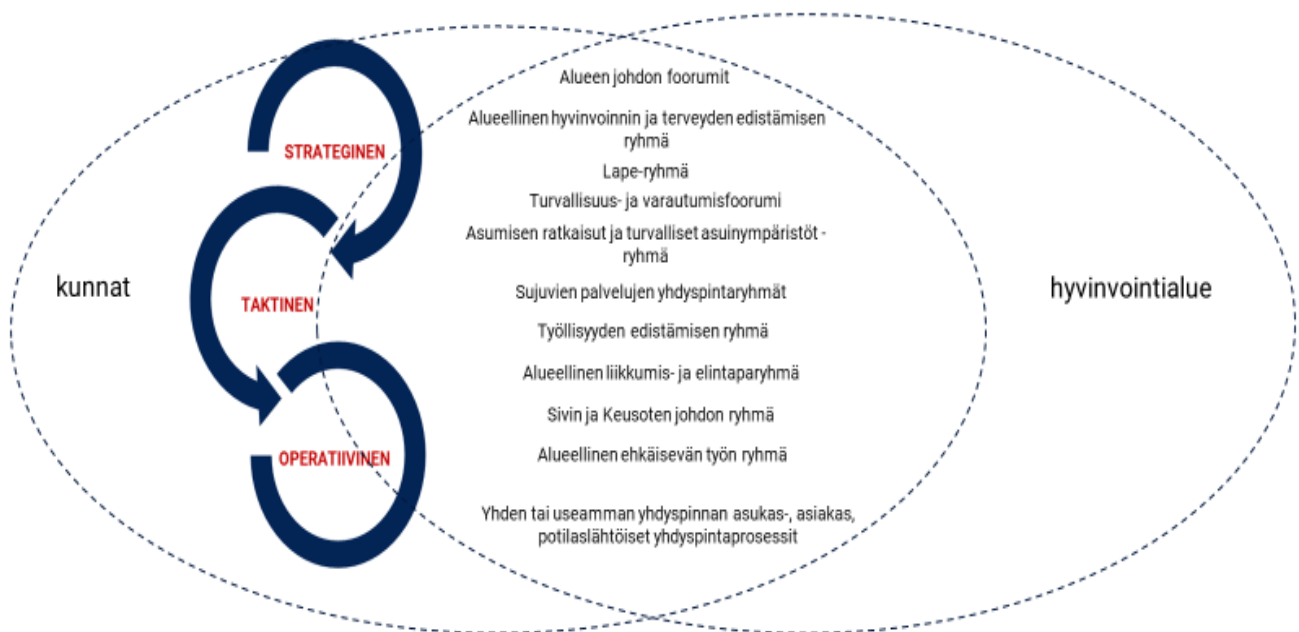 Alueen johdon foorumit
Alueellinen hyvinvoinnin ja terveyden edistämisen
ryhmä
STRATEGINEN
Lape-ryhmä
Turvallisuus- ja varautumisfoorumi
Asumisen ratkaisut ja turvalliset asuinympäristöt -
ryhmä
kunnat
hyvinvointialue
Sujuvien palvelujen yhdyspintaryhmät
TAKTINEN
Työllisyyden edistämisen ryhmä
Alueellinen liikkumis- ja elintaparyhmä
Sivin ja Keusoten johdon ryhmä
Alueellinen ehkäisevän työn ryhmä
OPERATIIVINEN
Yhden tai useamman yhdyspinnan asukas-, asiakas,
potilaslähtöiset yhdyspintaprosessit